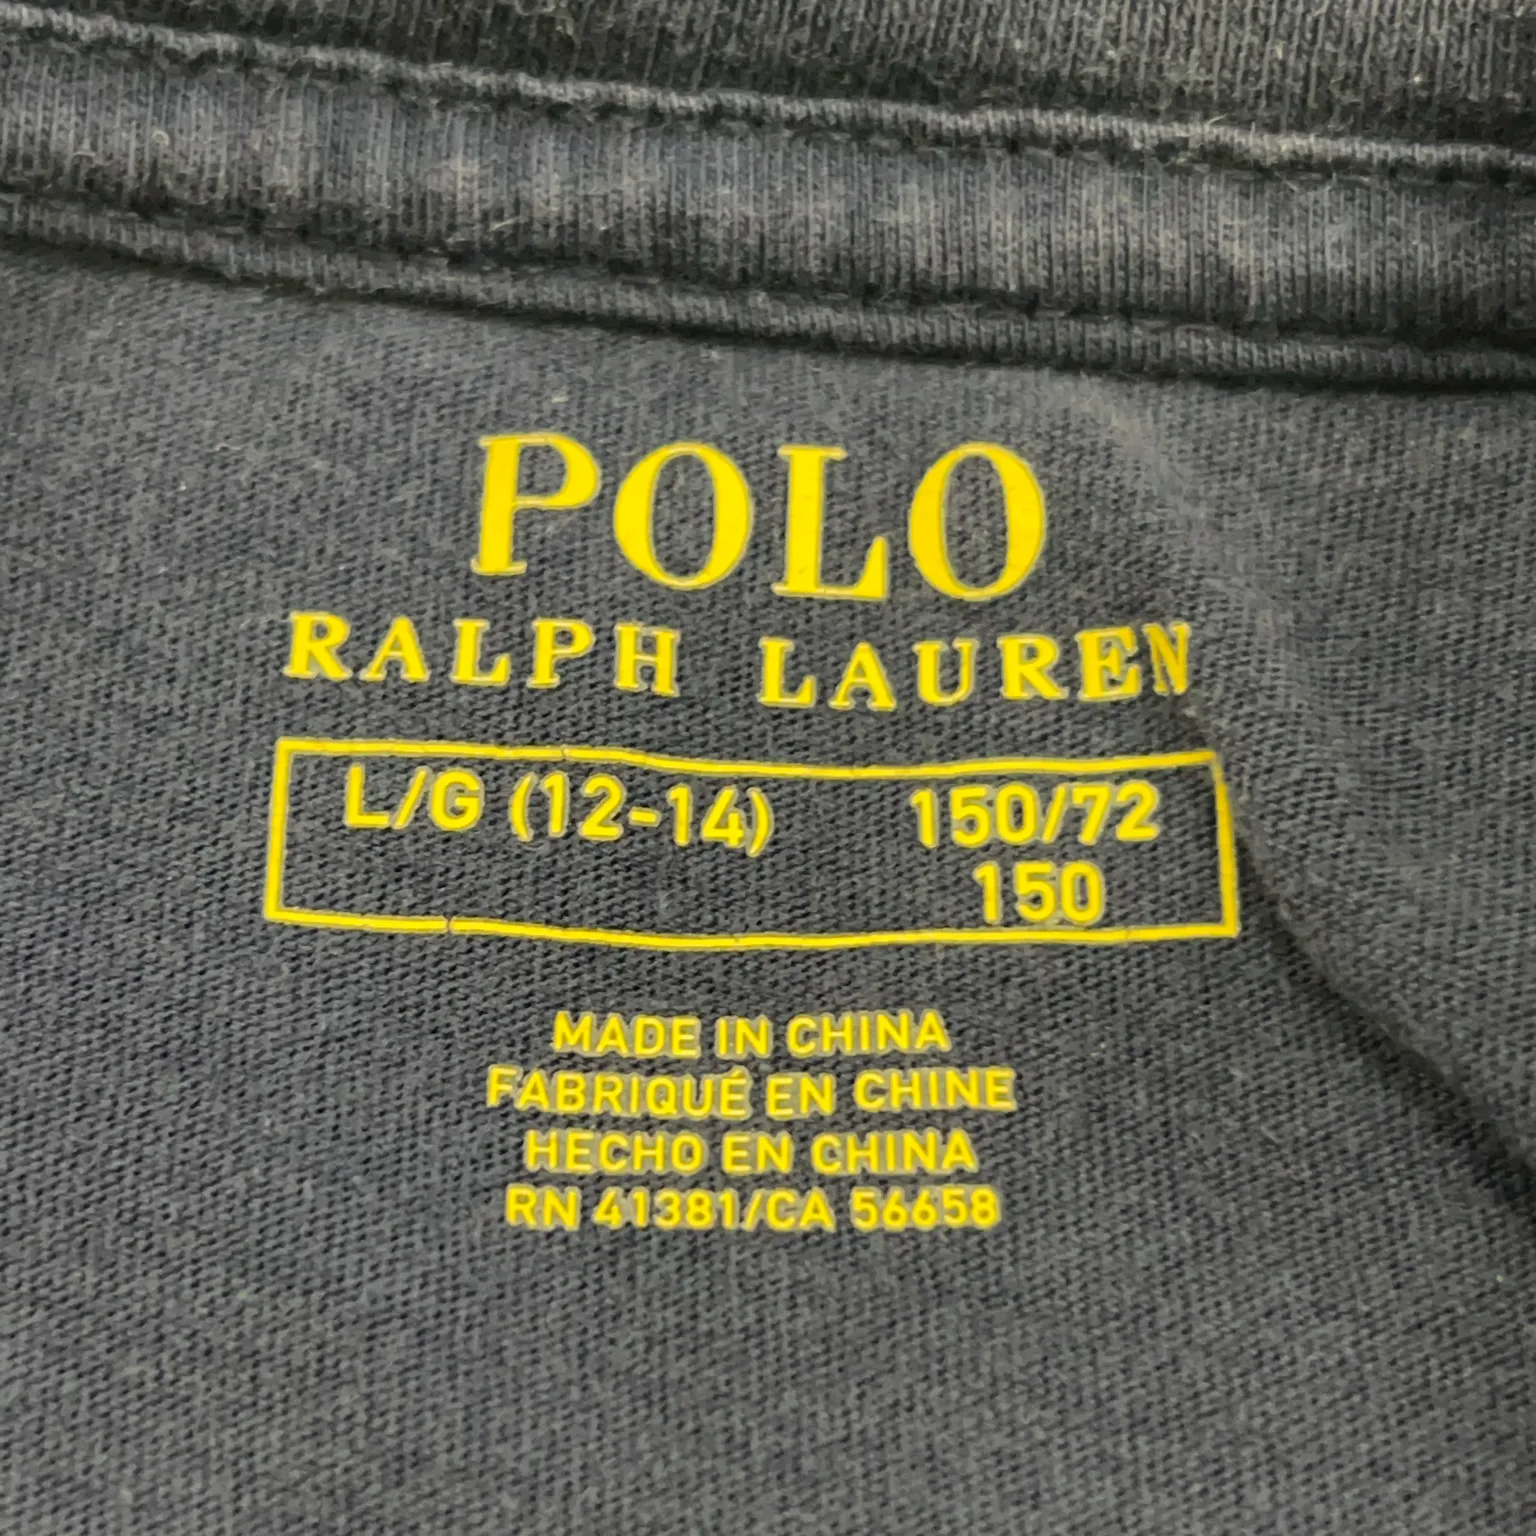 POLO
RALPH LAUREN
L/G (12-14) 150/72
150
MADE IN CHINA
FABRIQUÉ EN CHINE
HECHO EN CHINA
RN 41381/CA 56658